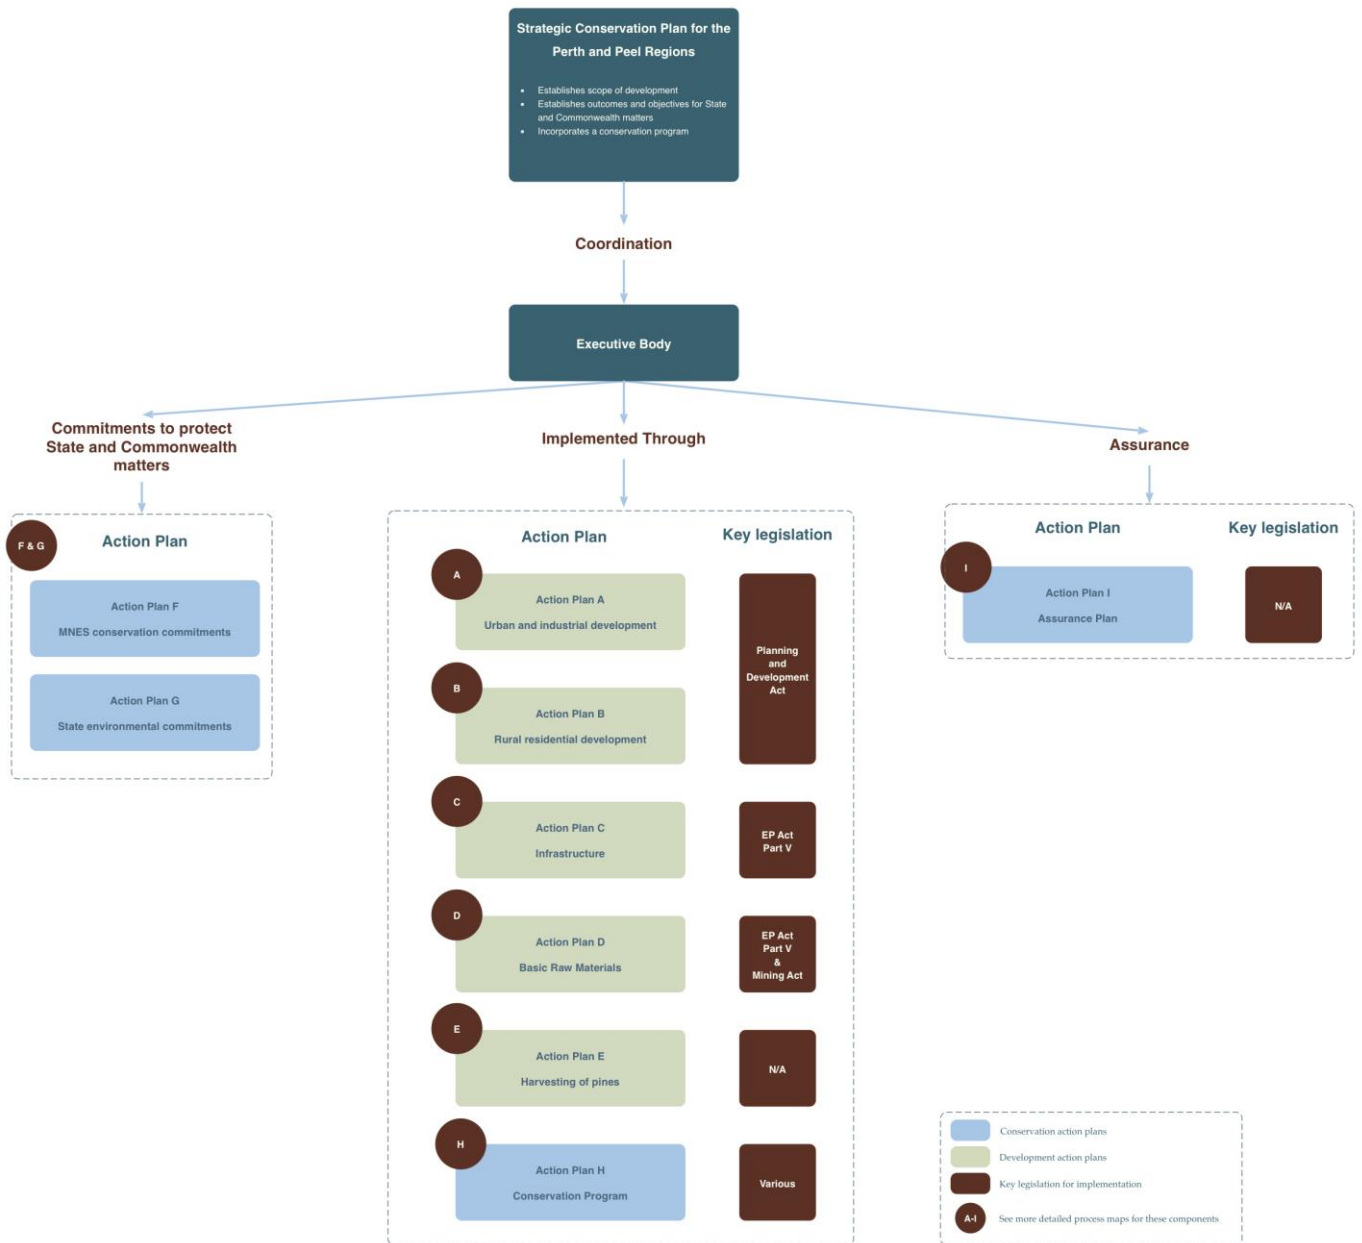 Strategic Conservation Plan for the
Perth and Peel Regions
• Establishes scope of development
• Establishes outcomes and objectives for State
and Commonwealth matters
• Incorporates a conservation program
Coordination
Executive Body
Commitments to protect
State and Commonwealth
matters
F & G
Action Plan
Action Plan F
MNES conservation commitments
Action Plan G
State environmental commitments
Implemented Through
Action Plan
Key legislation
A
Action Plan A
Urban and industrial development
B
Action Plan B
Rural residential development
Planning
and
Development
Act
C
Action Plan C
Infrastructure
EP Act
Part V
D
Action Plan D
Basic Raw Materials
EP Act
Part V
&
Mining Act
E
Action Plan E
Harvesting of pines
N/A
H
Action Plan H
Conservation Program
Various
Assurance
Action Plan
Key legislation
I
Action Plan I
Assurance Plan
N/A
Conservation action plans
Development action plans
Key legislation for implementation
A-I
See more detailed process maps for these components